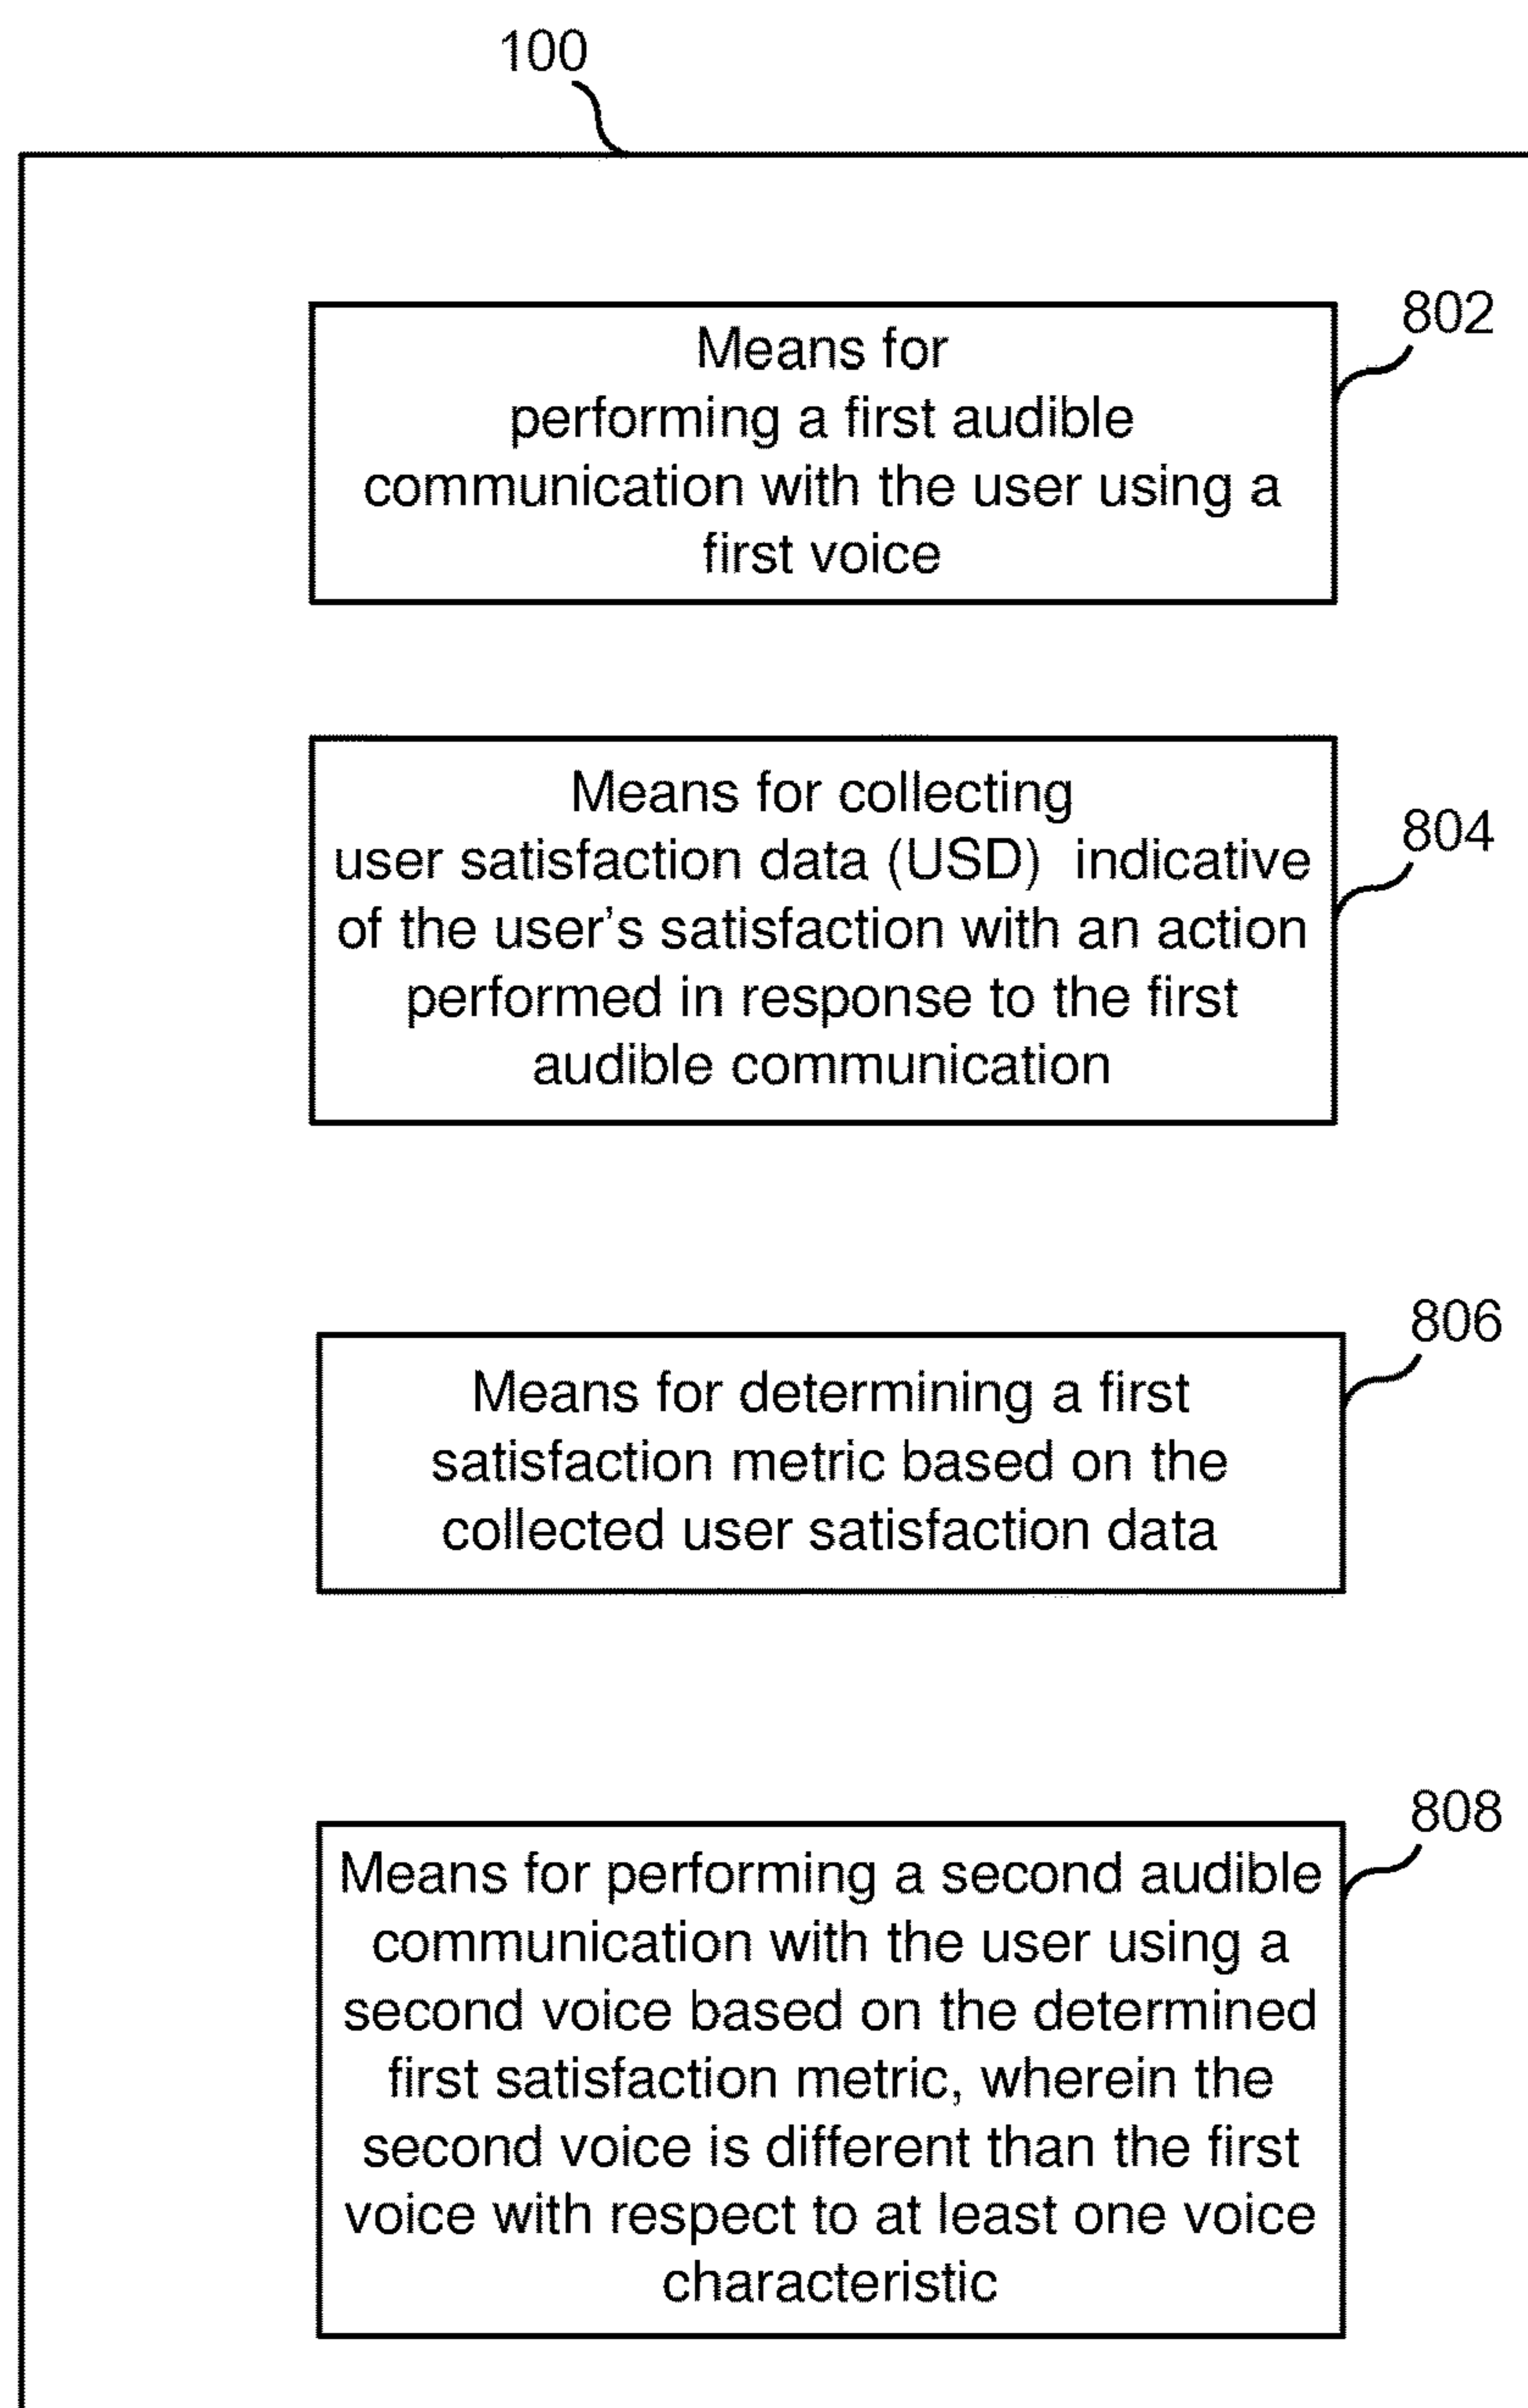 100
802
Means for
performing a first audible
communication with the user using a
first voice
804
Means for collecting
user satisfaction data (USD) indicative
of the user's satisfaction with an action
performed in response to the first
audible communication
806
Means for determining a first
satisfaction metric based on the
collected user satisfaction data
808
Means for performing a second audible
communication with the user using a
second voice based on the determined
first satisfaction metric, wherein the
second voice is different than the first
voice with respect to at least one voice
characteristic